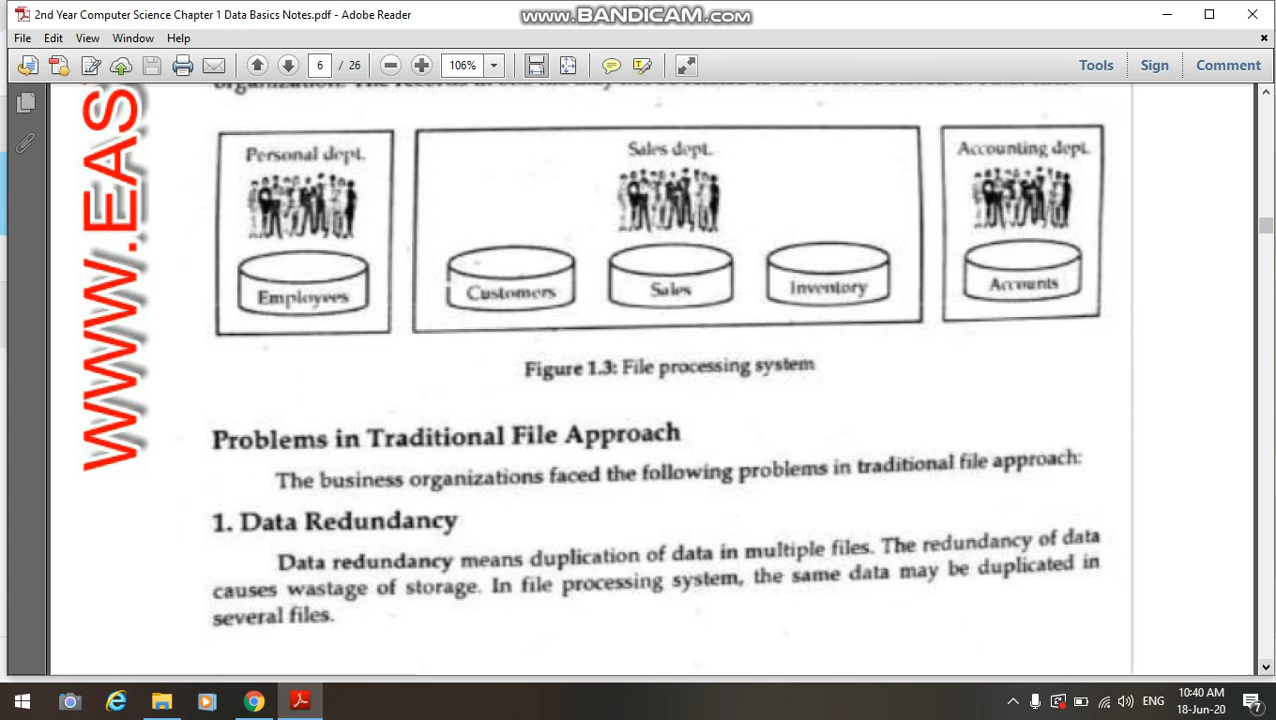 2nd Year Computer Science Chapter 1 Data Basics Notes.pdf - Adobe Reader
www.BANDICAM.com
File Edit View Window Help
6 / 26 106% Tools Sign Comment
WWW.EAS
Personal dept.
Sales dept.
Accounting dept.
Employees
Customers
Sales
Inventory
Accounts
Figure 1.3: File processing system
Problems in Traditional File Approach
The business organizations faced the following problems in traditional file approach:
1. Data Redundancy
Data redundancy means duplication of data in multiple files. The redundancy of data
causes wastage of storage. In file processing system, the same data may be duplicated in
several files.
ENG
10:40 AM
18-Jun-20
7